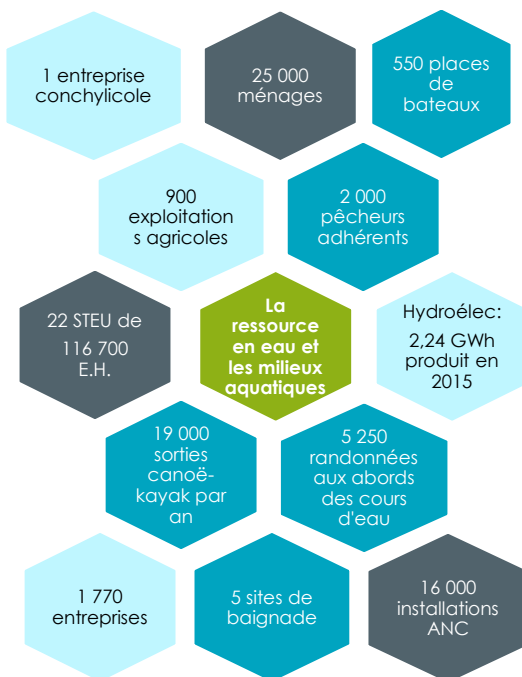 1 entreprise
conchylicole
25 000
ménages
550 places
de
bateaux
900
exploitation
s agricoles
2 000
pêcheurs
adhérents
22 STEU de
116 700
E.H.
La
ressource
en eau et
les milieux
aquatiques
Hydroélec:
2,24 GWh
produit en
2015
19 000
sorties
canoë-
kayak par
an
5 250
randonnées
aux abords
des cours
d'eau
1 770
entreprises
5 sites de
baignade
16 000
installations
ANC